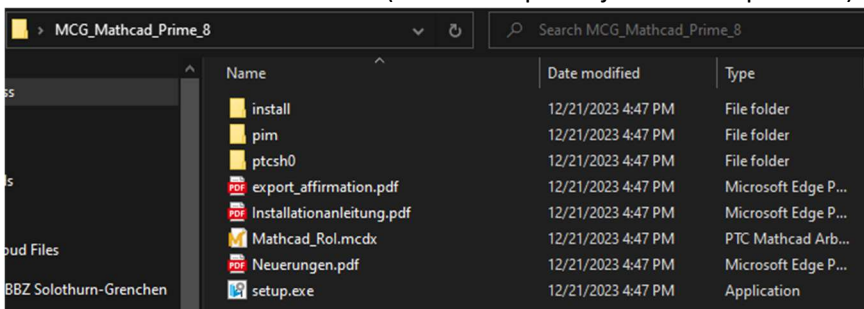 MCG_Mathcad_Prime_8
Search MCG_Mathcad_Prime_8
Name Date modified Type
ss
install 12/21/2023 4:47 PM File folder
pim 12/21/2023 4:47 PM File folder
ptcsh0 12/21/2023 4:47 PM File folder
ls export_affirmation.pdf 12/21/2023 4:47 PM Microsoft Edge P...
PDF Installationanleitung.pdf 12/21/2023 4:47 PM Microsoft Edge P...
oud Files Mathcad_Rol.mcdx 12/21/2023 4:47 PM PTC Mathcad Arb...
PDF Neuerungen.pdf 12/21/2023 4:47 PM Microsoft Edge P...
BBZ Solothurn-Grenchen setup.exe 12/21/2023 4:47 PM Application